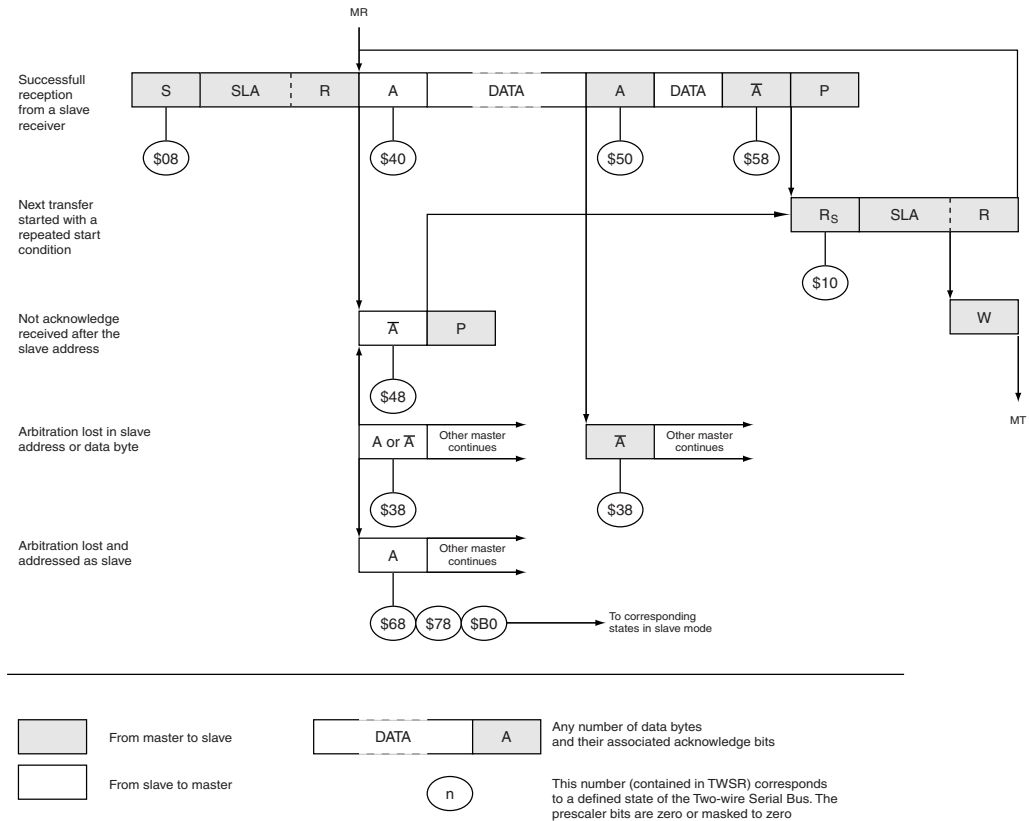 MR
Successfull
reception
from a slave
receiver
S SLA R A DATA A DATA A̅ P
$08 $40 $50 $58
Next transfer
started with a
repeated start
condition
RS SLA R
$10
Not acknowledge
received after the
slave address
A̅ P
W
$48
MT
Arbitration lost in slave
address or data byte
A or A̅
Other master
continues
A̅
Other master
continues
$38 $38
Arbitration lost and
addressed as slave
A
Other master
continues
$68 $78 $B0
To corresponding
states in slave mode
From master to slave
DATA A
Any number of data bytes
and their associated acknowledge bits
From slave to master
n
This number (contained in TWSR) corresponds
to a defined state of the Two-wire Serial Bus. The
prescaler bits are zero or masked to zero